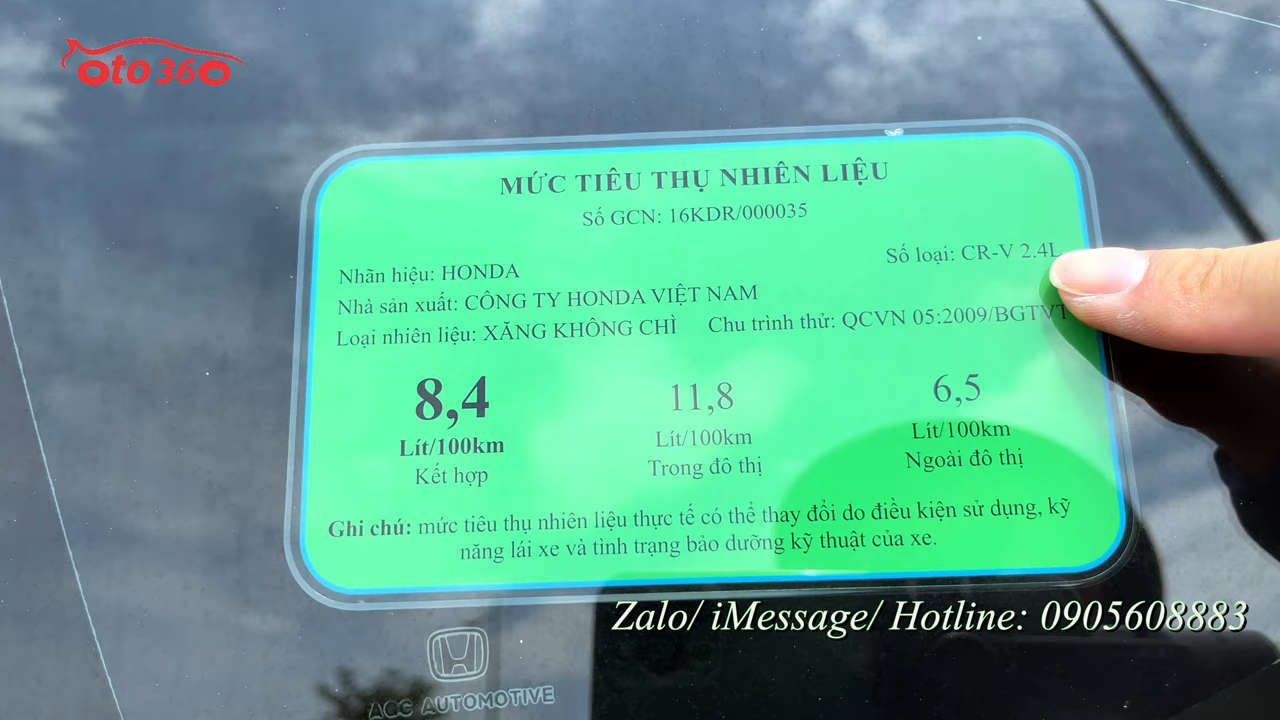 oto360
MỨC TIÊU THỤ NHIÊN LIỆU
Số GCN: 16KDR/000035
Nhãn hiệu: HONDA
Số loại: CR-V 2.4L
Nhà sản xuất: CÔNG TY HONDA VIỆT NAM
Loại nhiên liệu: XĂNG KHÔNG CHÌ Chu trình thử: QCVN 05:2009/BGTVT
8,4 11,8 6,5
Lít/100km Lít/100km Lít/100km
Kết hợp Trong đô thị Ngoài đô thị
Ghi chú: mức tiêu thụ nhiên liệu thực tế có thể thay đổi do điều kiện sử dụng, kỹ
năng lái xe và tình trạng bảo dưỡng kỹ thuật của xe.
Zalo/ iMessage/ Hotline: 0905608883
AGC AUTOMOTIVE